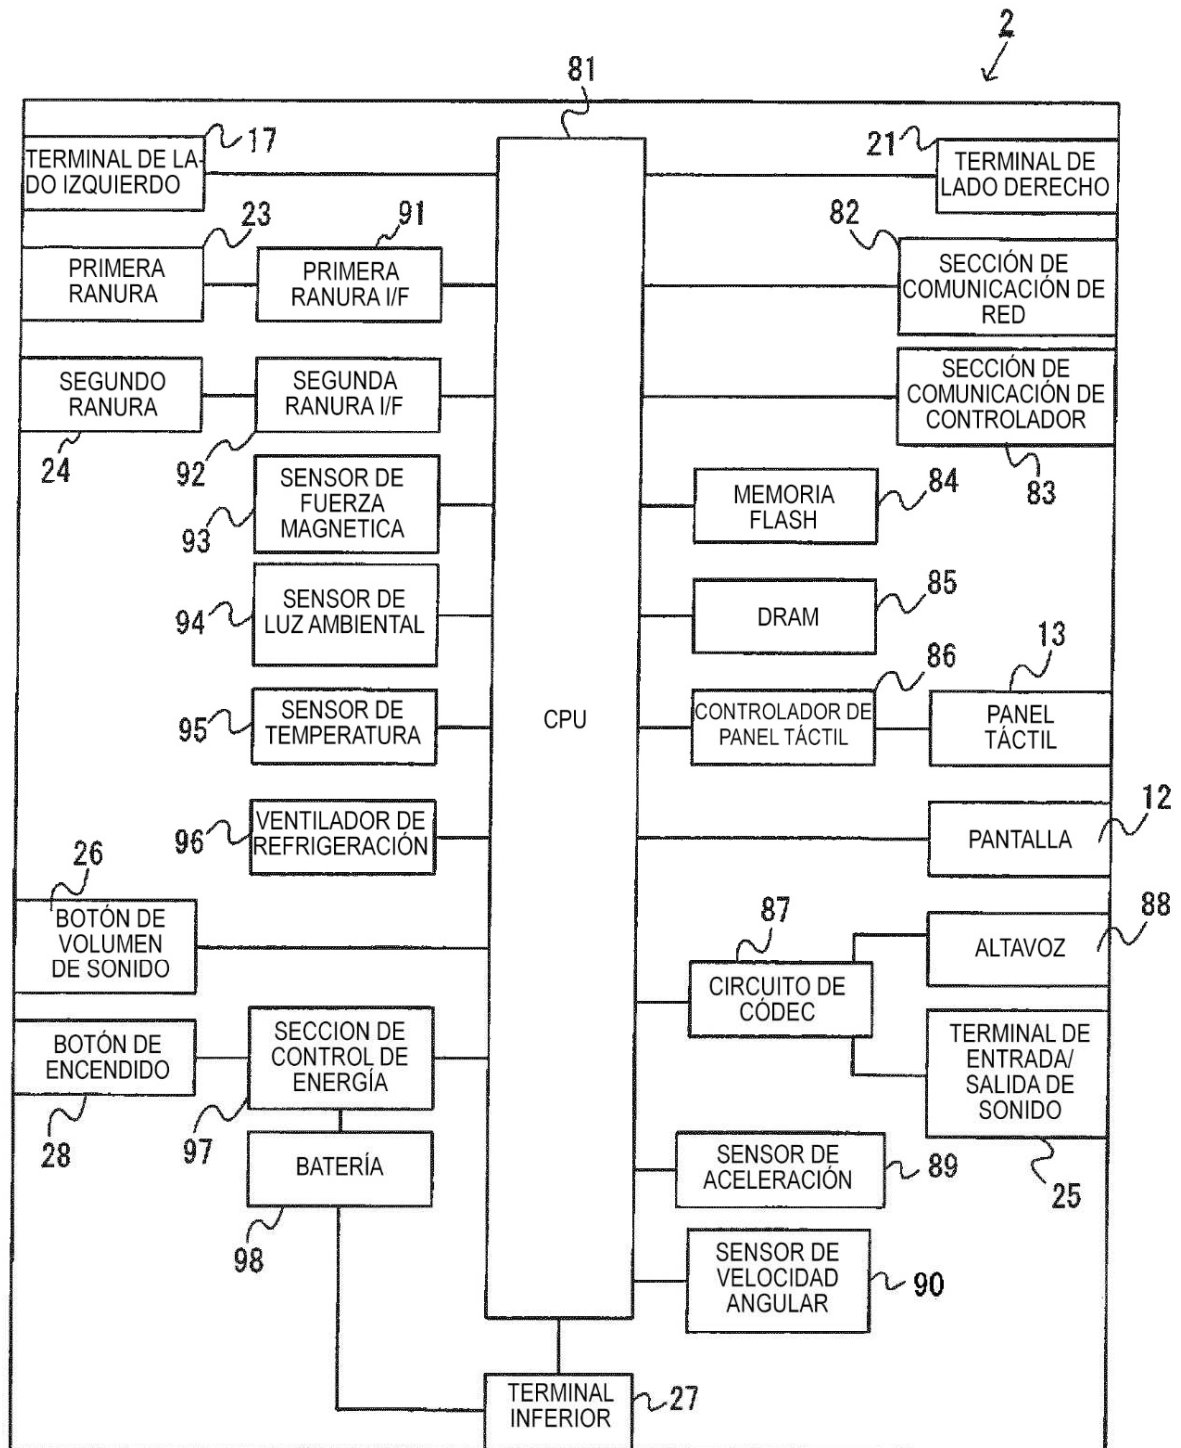 2
81
17
TERMINAL DE LA-
DO IZQUIERDO
21
TERMINAL DE
LADO DERECHO
23
PRIMERA
RANURA
91
PRIMERA
RANURA I/F
82
SECCIÓN DE
COMUNICACIÓN DE
RED
SEGUNDO
RANURA
24
SEGUNDA
RANURA I/F
92
SECCIÓN DE
COMUNICACIÓN DE
CONTROLADOR
83
SENSOR DE
FUERZA
MAGNETICA
93
MEMORIA
FLASH
84
SENSOR DE
LUZ AMBIENTAL
94
DRAM
85
CPU
SENSOR DE
TEMPERATURA
95
86
CONTROLADOR DE
PANEL TÁCTIL
13
PANEL
TÁCTIL
VENTILADOR DE
REFRIGERACIÓN
96
12
PANTALLA
26
BOTÓN DE
VOLUMEN
DE SONIDO
87
CIRCUITO DE
CÓDEC
88
ALTAVOZ
BOTÓN DE
ENCENDIDO
28
SECCION DE
CONTROL DE
ENERGÍA
97
TERMINAL DE
ENTRADA/
SALIDA DE
SONIDO
25
BATERÍA
98
SENSOR DE
ACELERACIÓN
89
SENSOR DE
VELOCIDAD
ANGULAR
90
TERMINAL
INFERIOR
27